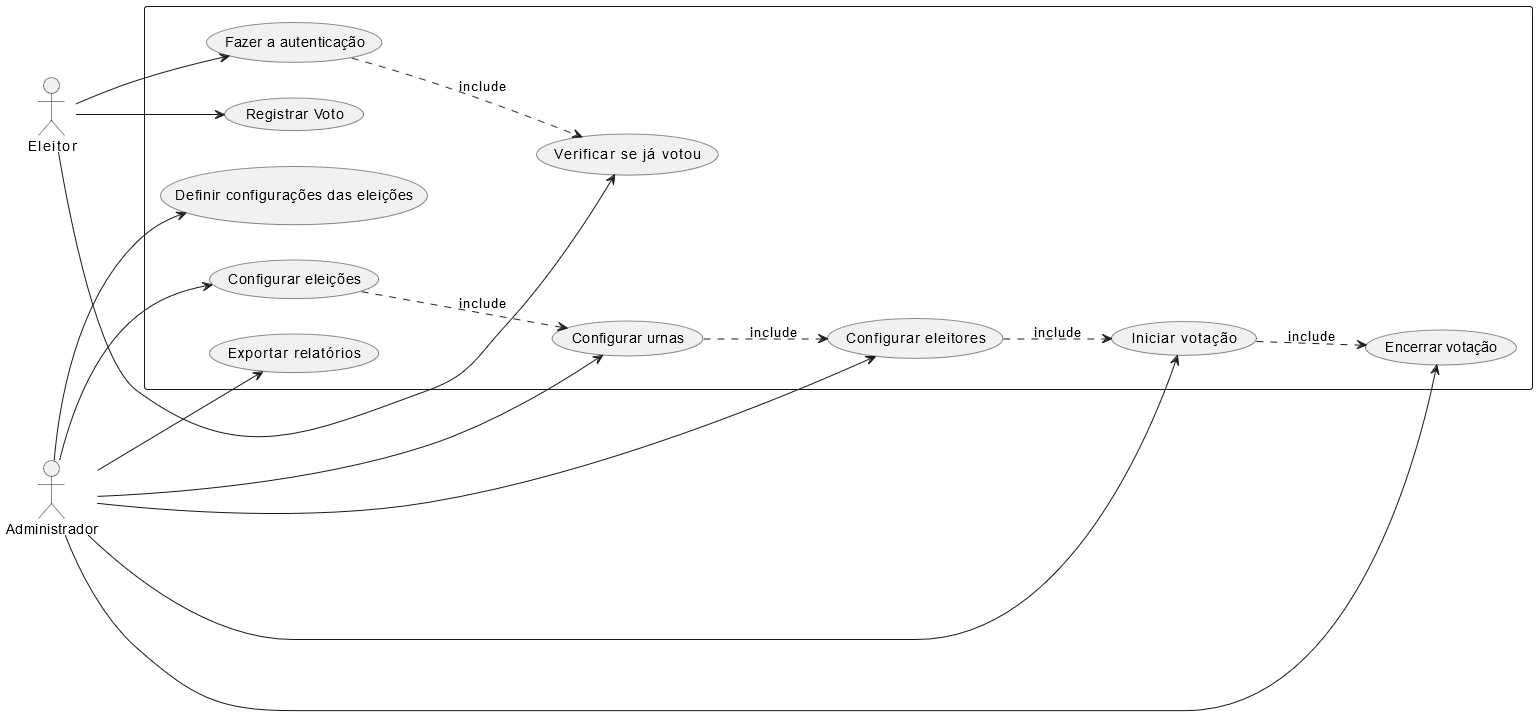 Fazer a autenticação
include
Registrar Voto
Eleitor
Verificar se já votou
Definir configurações das eleições
Configurar eleições
include
Exportar relatórios
Configurar urnas
include
Configurar eleitores
include
Iniciar votação
include
Encerrar votação
Administrador